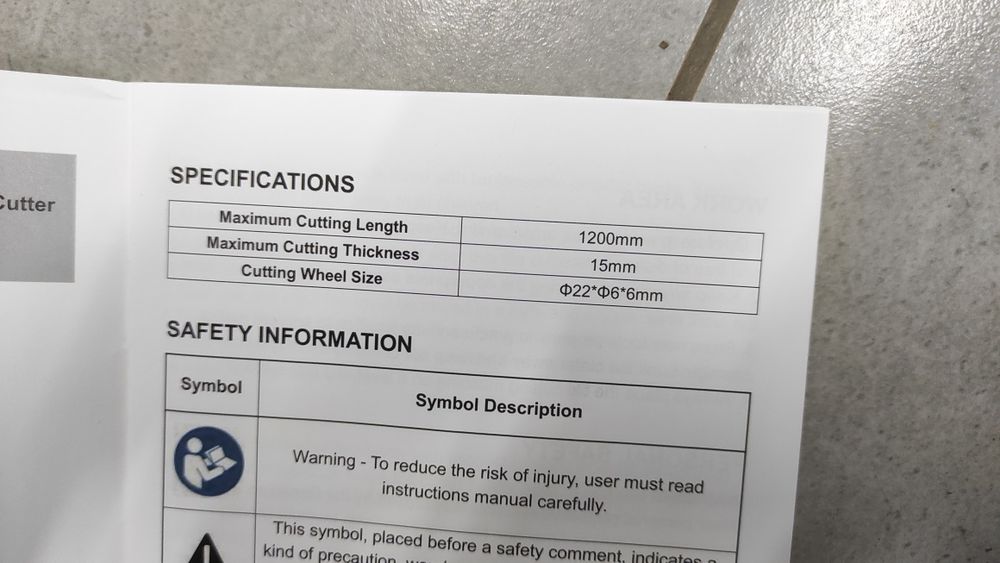 Cutter
SPECIFICATIONS
Maximum Cutting Length 1200mm
Maximum Cutting Thickness 15mm
Cutting Wheel Size Φ22*Φ6*6mm
SAFETY INFORMATION
Symbol Symbol Description
Warning - To reduce the risk of injury, user must read
instructions manual carefully.
This symbol, placed before a safety comment, indicates a
kind of precaution,